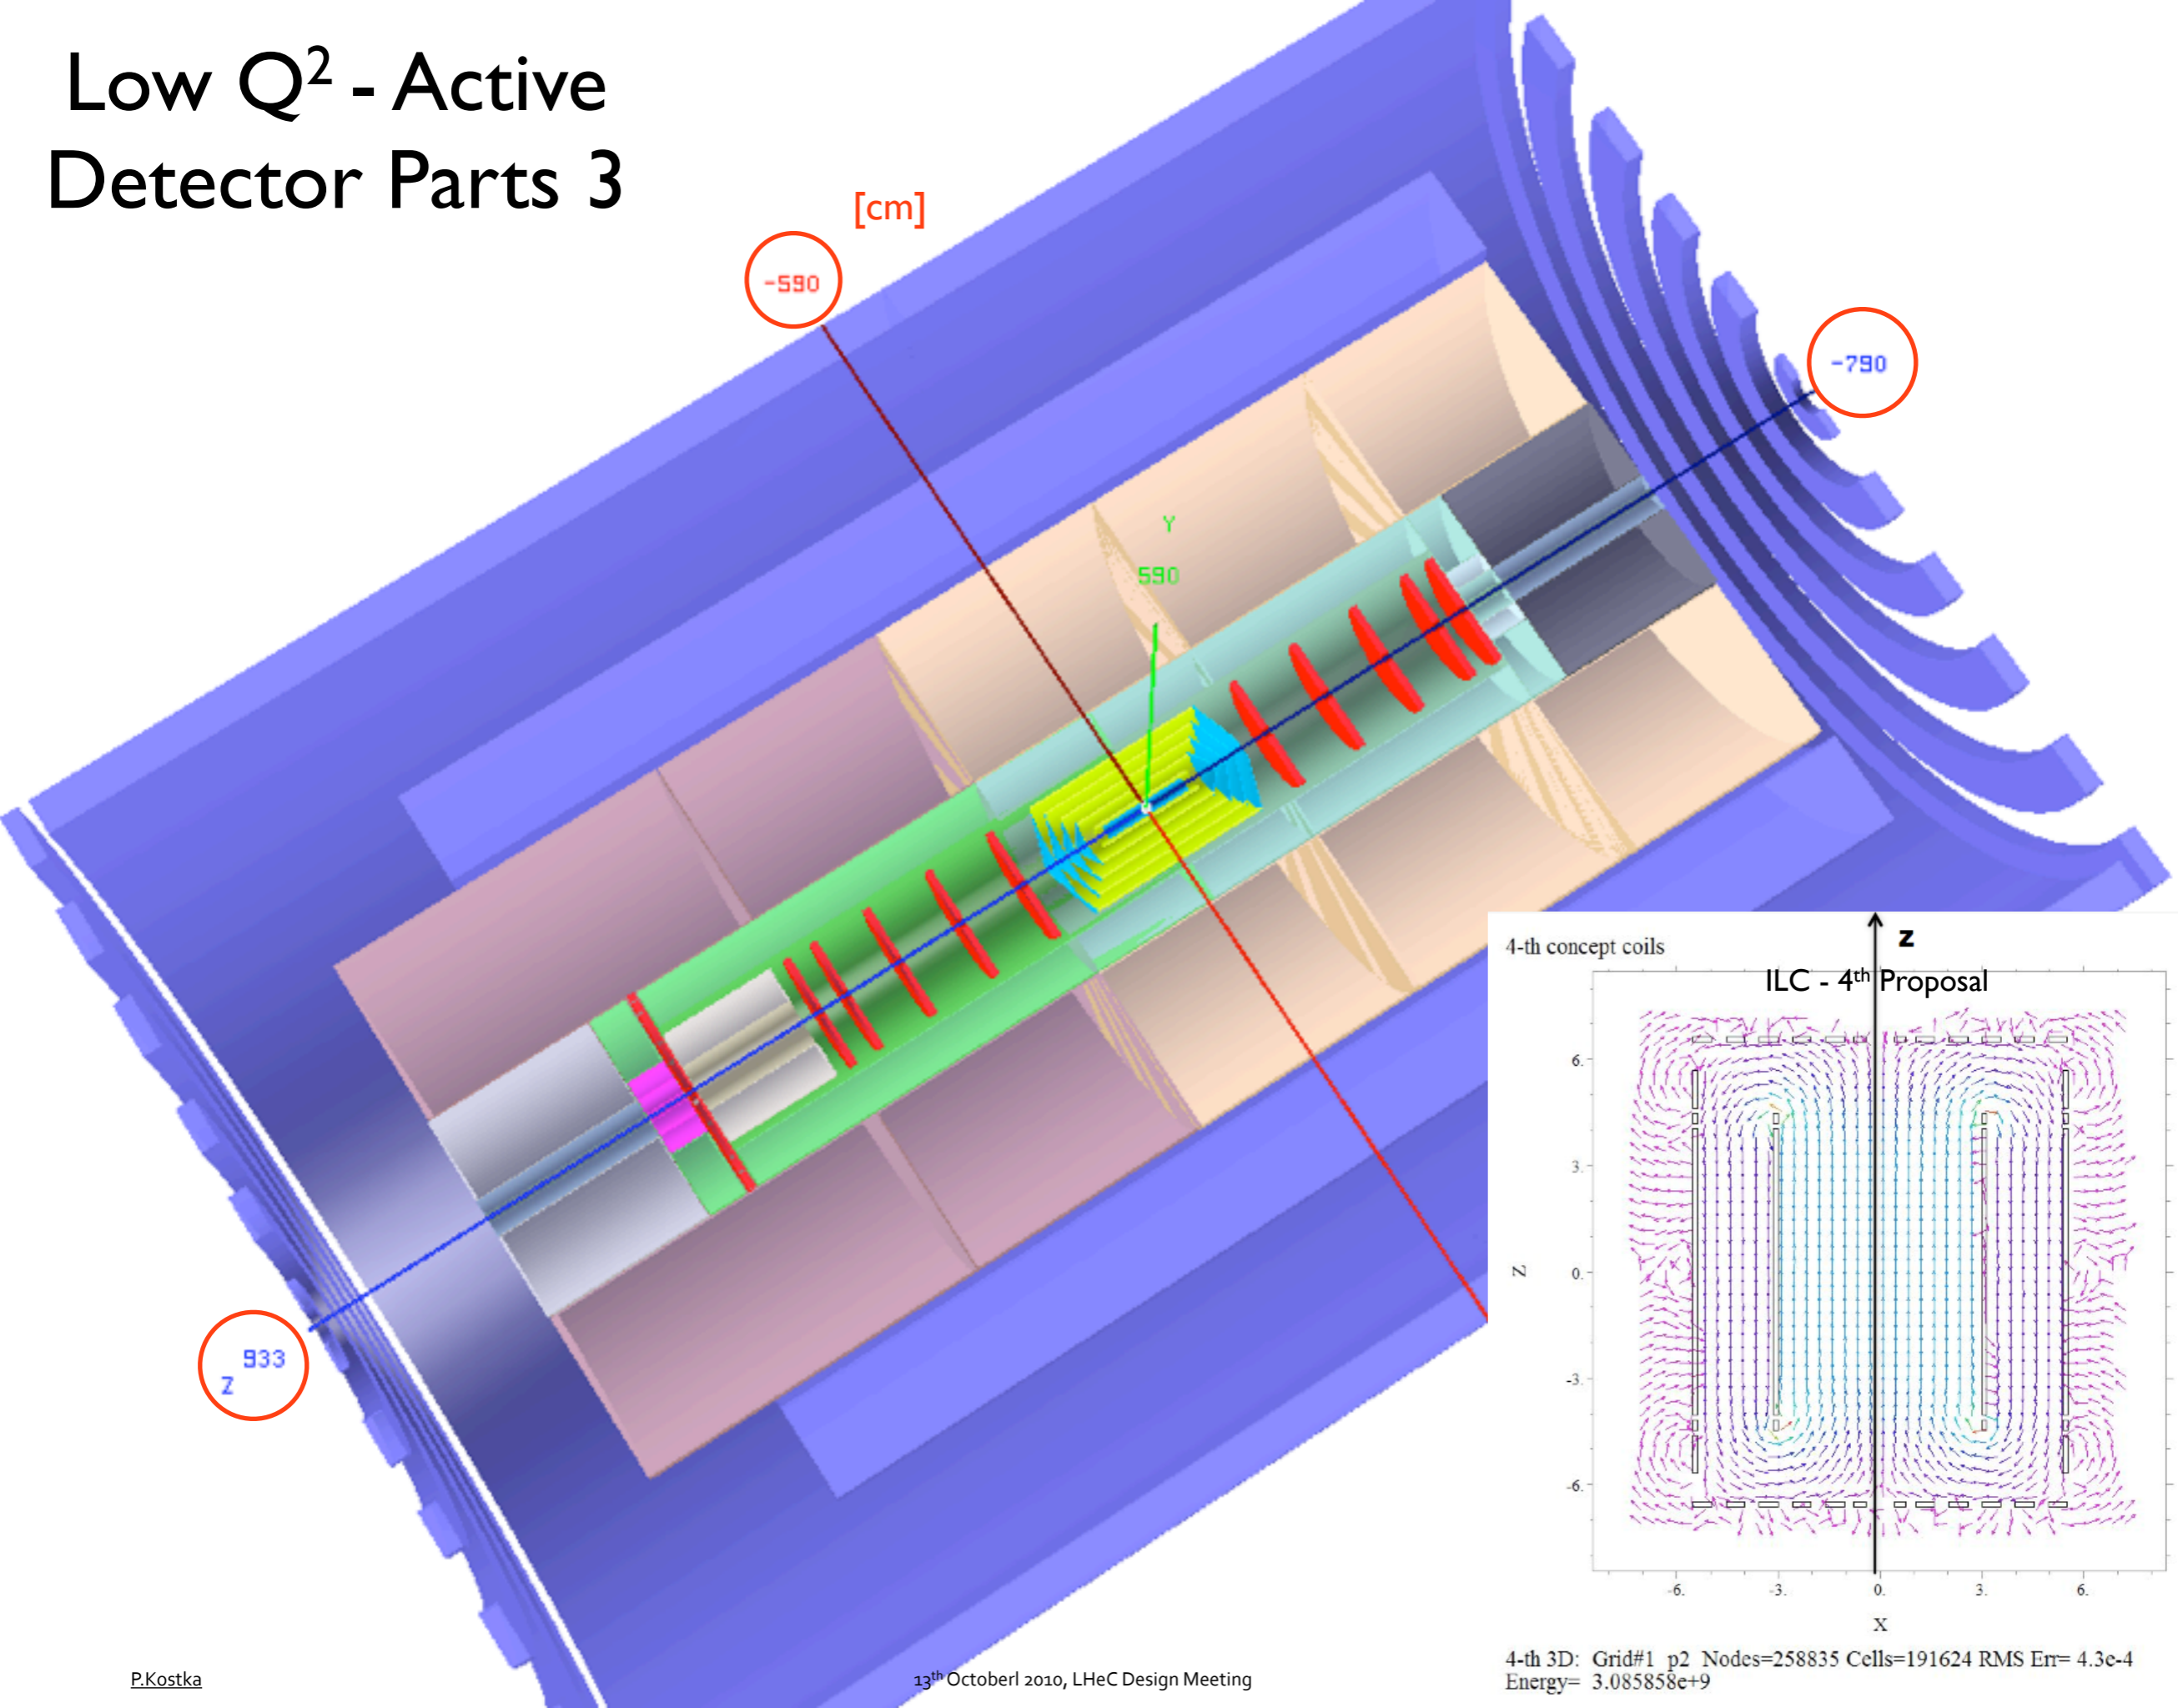 Low Q² - Active
Detector Parts 3
[cm]
-590
-790
Y
590
933
Z
4-th concept coils
z
ILC - 4th Proposal
6.
3.
0.
-3.
-6.
Z
-6. -3. 0. 3. 6.
X
4-th 3D: Grid#1 p2 Nodes=258835 Cells=191624 RMS Err= 4.3e-4
Energy= 3.085858e+9
P.Kostka
13th Octoberl 2010, LHeC Design Meeting